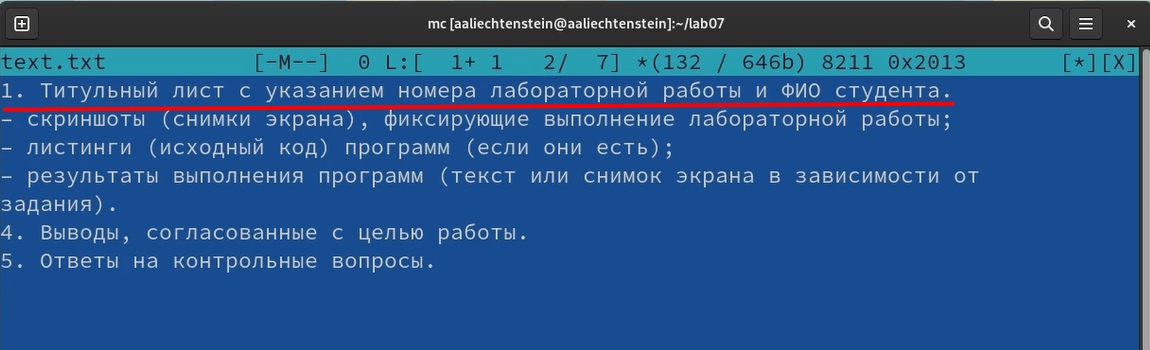 mc [aaliechtenstein@aaliechtenstein]:~/lab07
text.txt [-M--] 0 L:[ 1+ 1 2/ 7] *(132 / 646b) 8211 0x2013 [*][X]
1. Титульный лист с указанием номера лабораторной работы и ФИО студента.
– скриншоты (снимки экрана), фиксирующие выполнение лабораторной работы;
– листинги (исходный код) программ (если они есть);
– результаты выполнения программ (текст или снимок экрана в зависимости от
задания).
4. Выводы, согласованные с целью работы.
5. Ответы на контрольные вопросы.